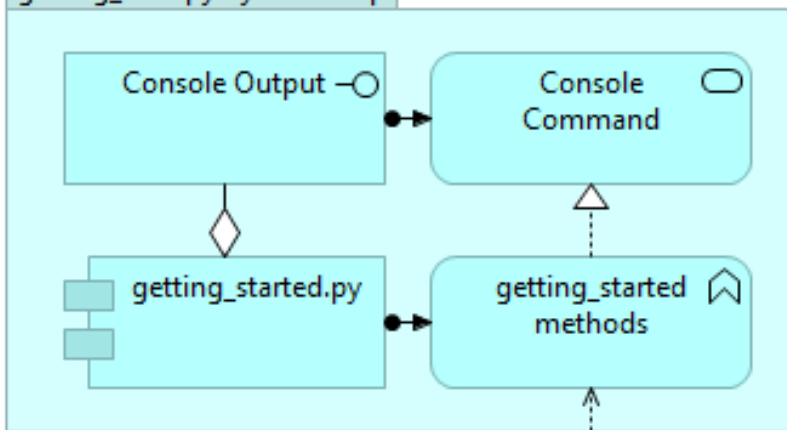 Console Output
Console
Command
getting_started.py
getting_started
methods